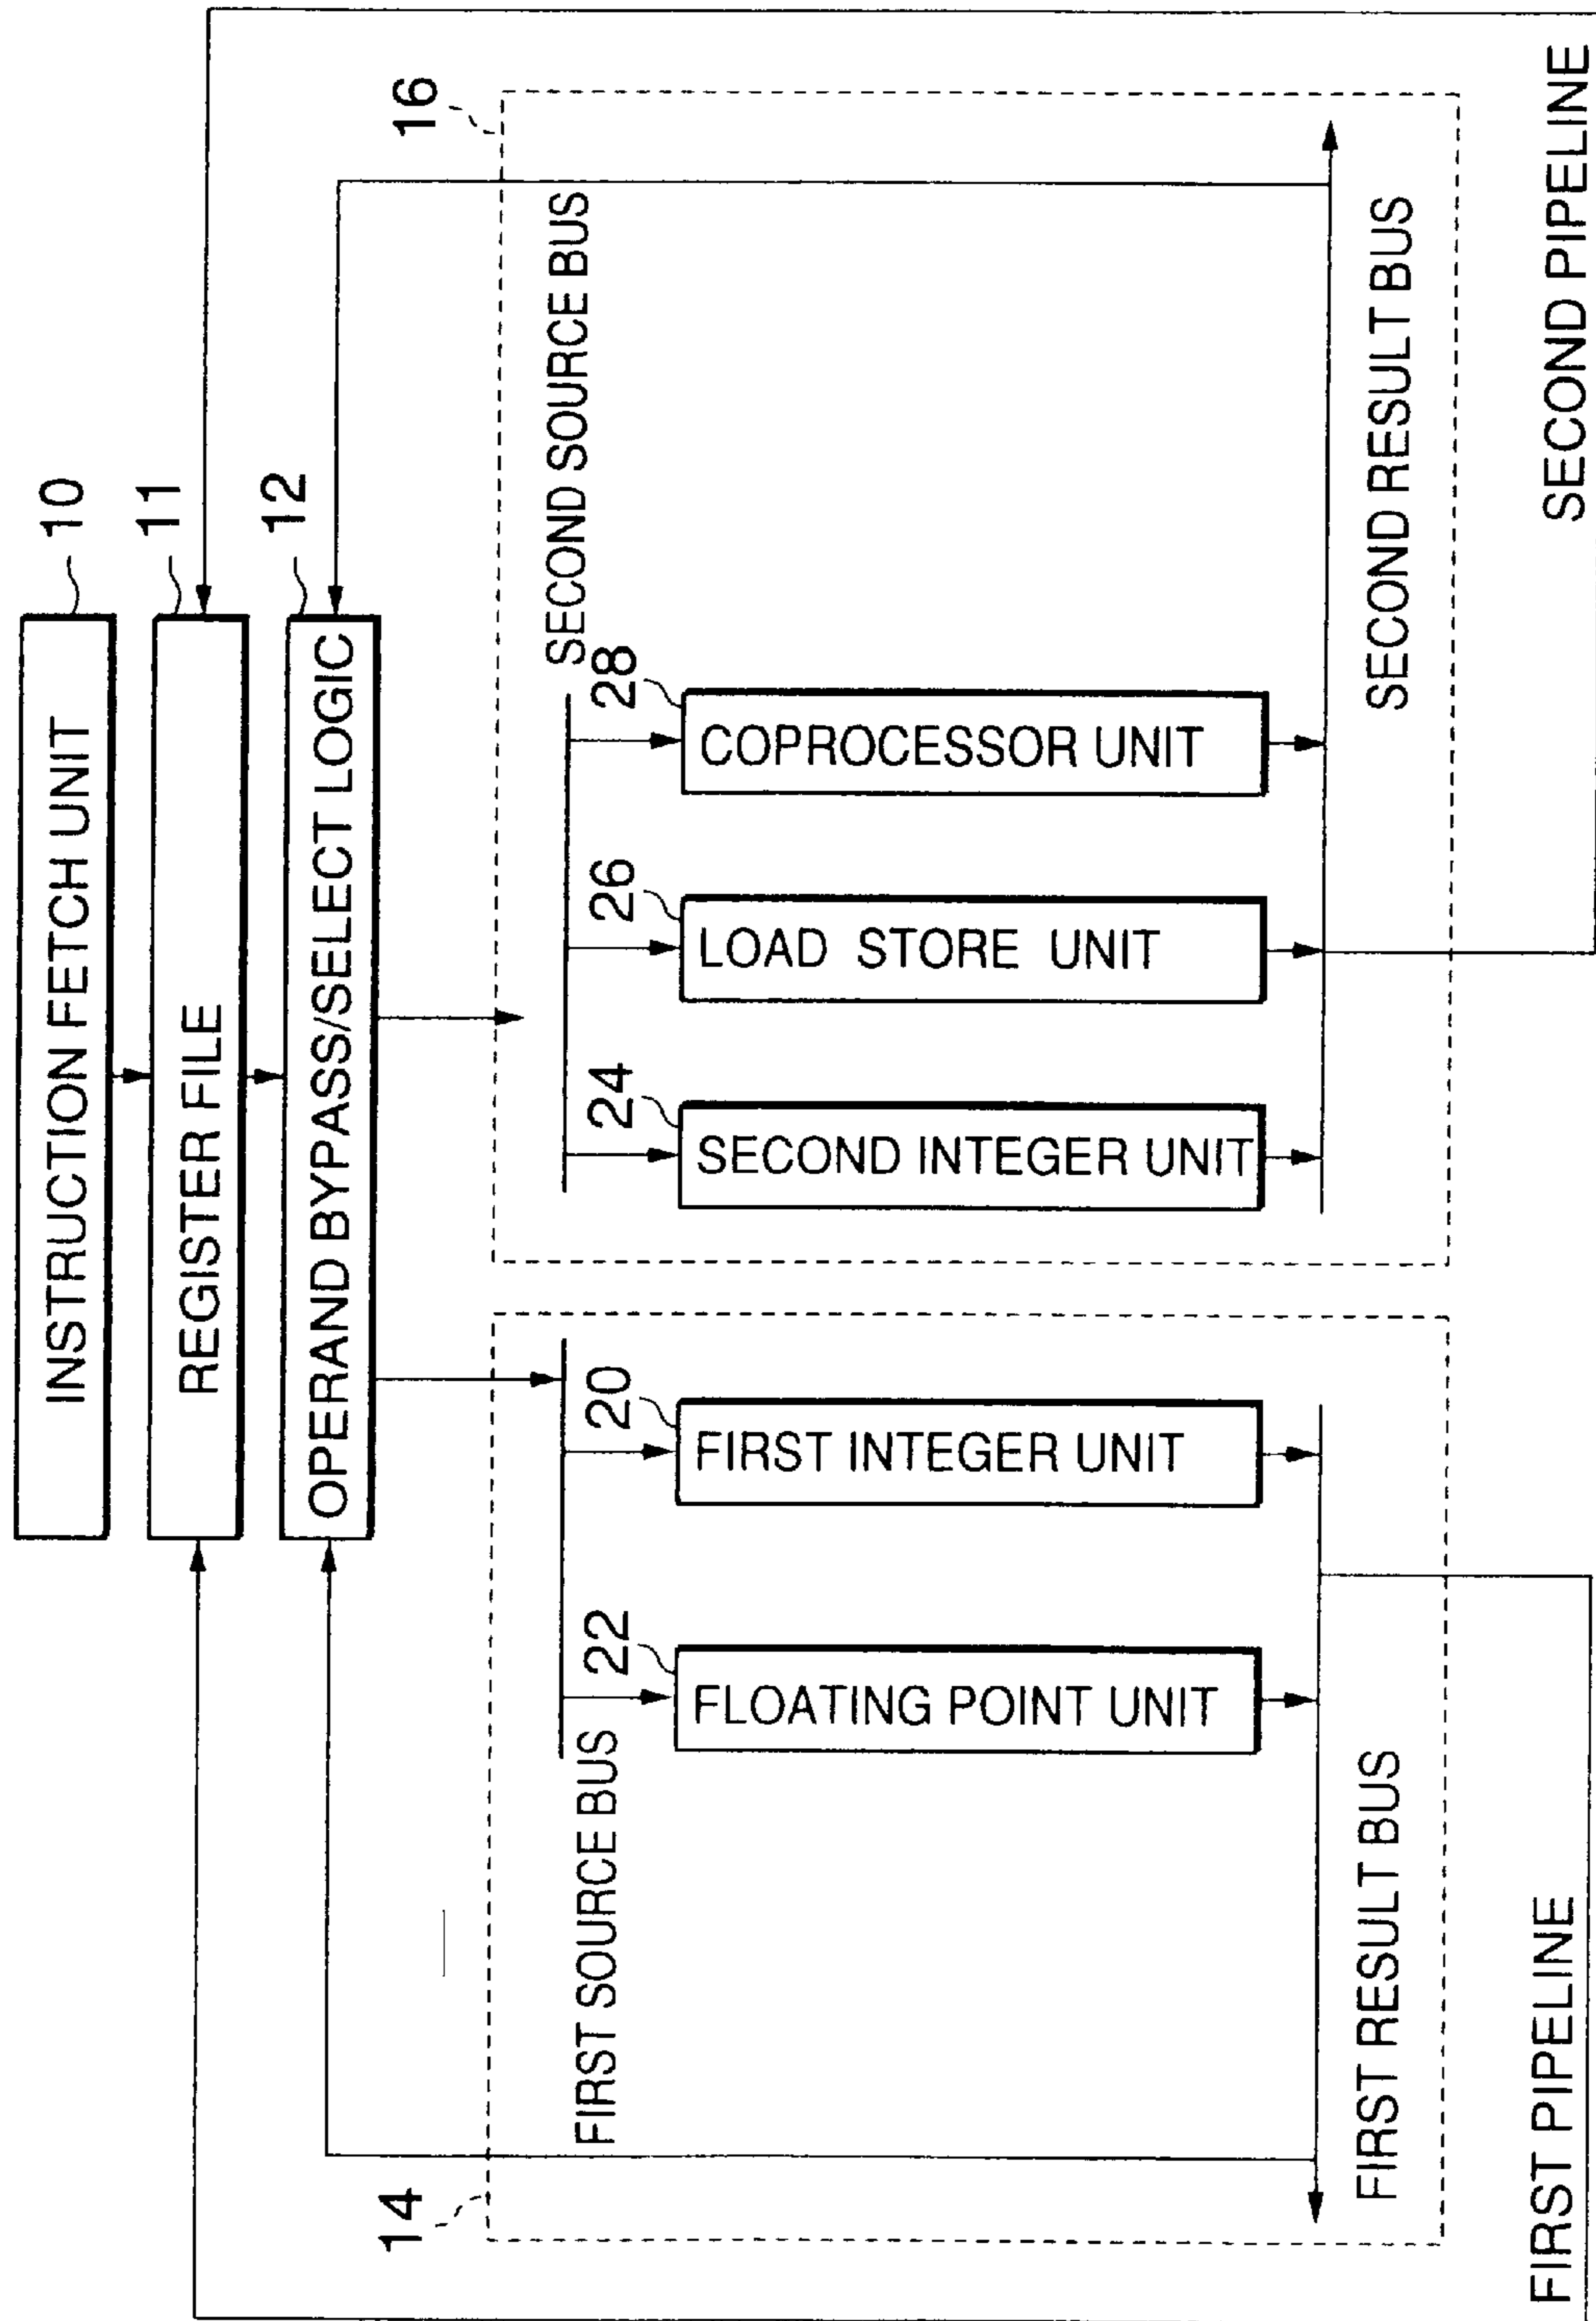 INSTRUCTION FETCH UNIT
10
REGISTER FILE
11
OPERAND BYPASS/SELECT LOGIC
12
14
16
FIRST SOURCE BUS
SECOND SOURCE BUS
22
20
24
26
28
FLOATING POINT UNIT
FIRST INTEGER UNIT
SECOND INTEGER UNIT
LOAD STORE UNIT
COPROCESSOR UNIT
FIRST RESULT BUS
SECOND RESULT BUS
FIRST PIPELINE
SECOND PIPELINE